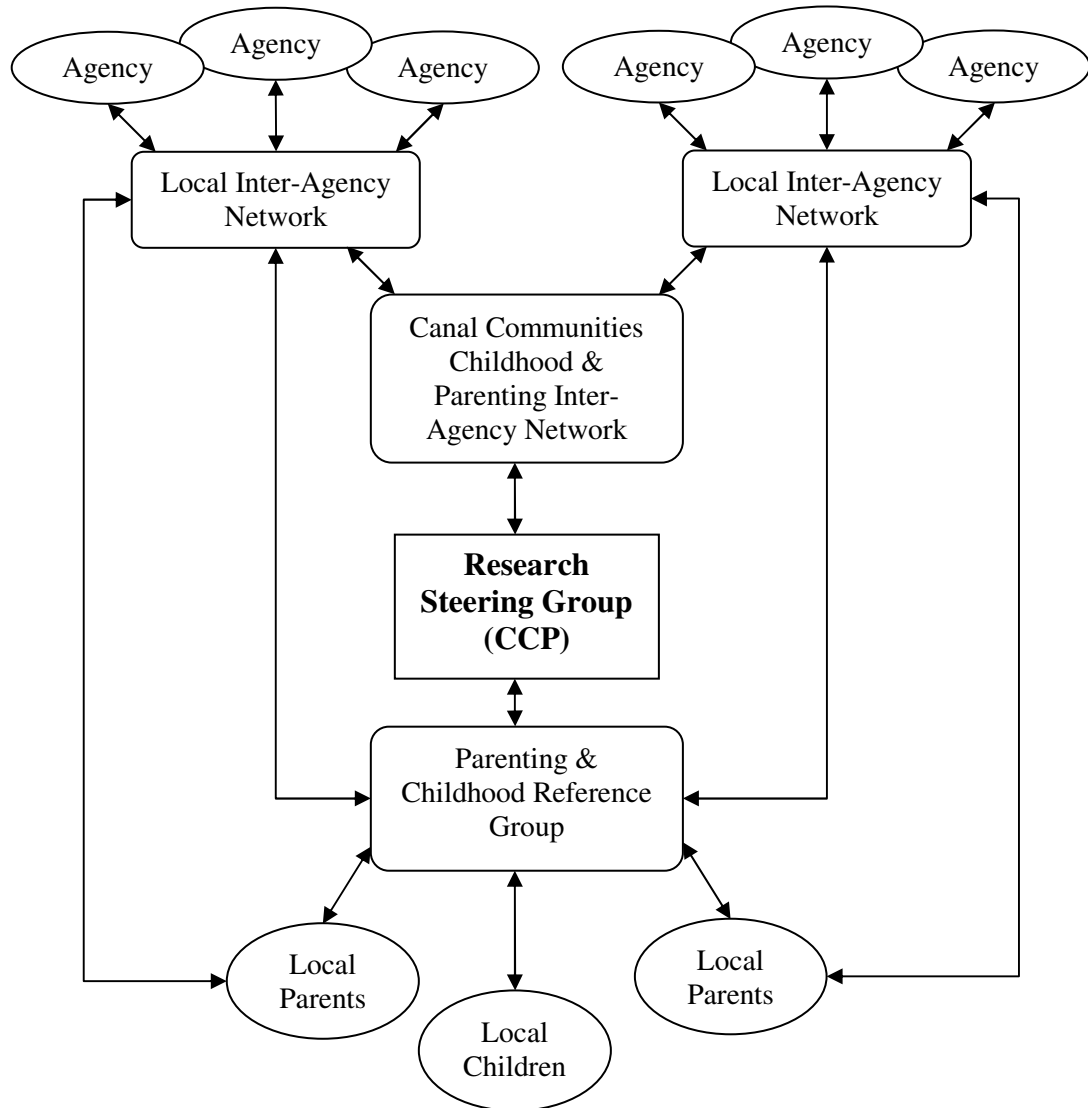 Agency
Agency
Agency
Agency
Agency
Agency
Local Inter-Agency
Network
Local Inter-Agency
Network
Canal Communities
Childhood &
Parenting Inter-
Agency Network
Research
Steering Group
(CCP)
Parenting &
Childhood Reference
Group
Local
Parents
Local
Parents
Local
Children